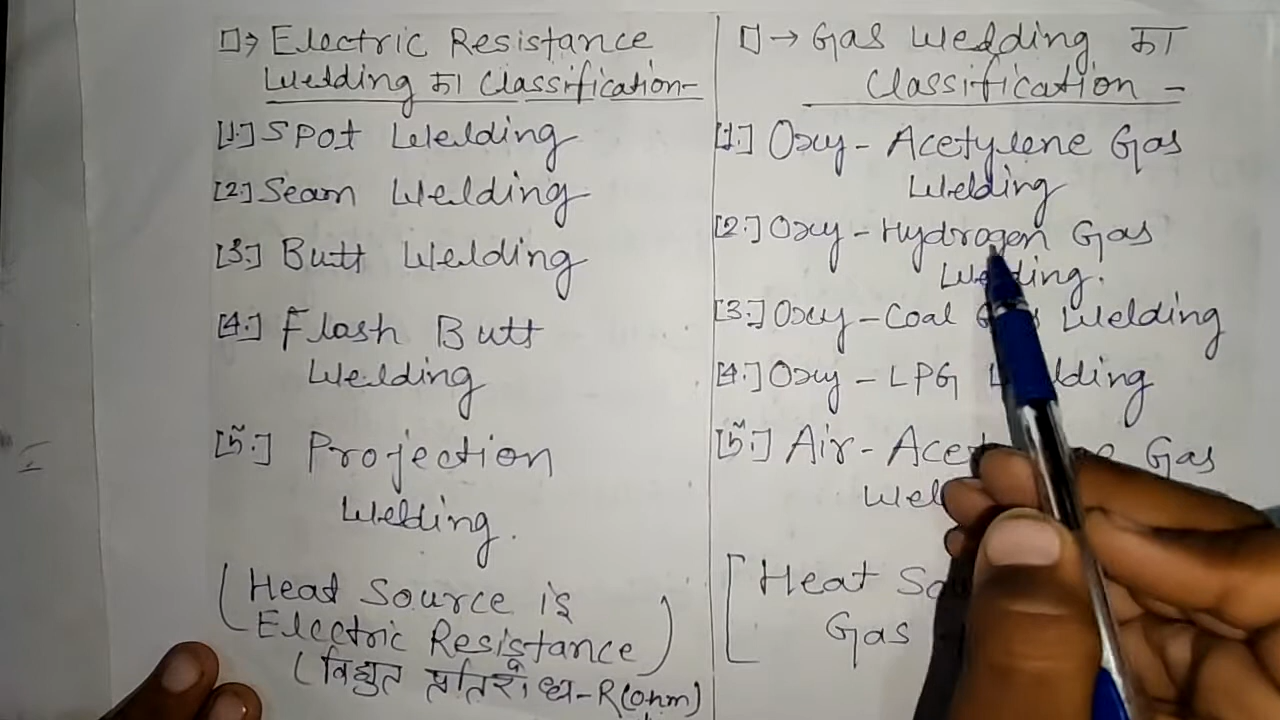 □→ Electric Resistance
Welding का Classification-
[1.] Spot Welding
[2.] Seam Welding
[3.] Butt Welding
[4.] Flash Butt
Welding
[5.] Projection
Welding.
(Heat Source is
Electric Resistance)
(विद्युत प्रतिरोध-R(ohm)
□→ Gas Wedding का
Classification-
[1.] Oxy-Acetylene Gas
Welding
[2.] Oxy-Hydrogen Gas
Welding.
[3.] Oxy-Coal Welding
[4.] Oxy-LPG
[5.] Air- Gas
[Heat
Gas